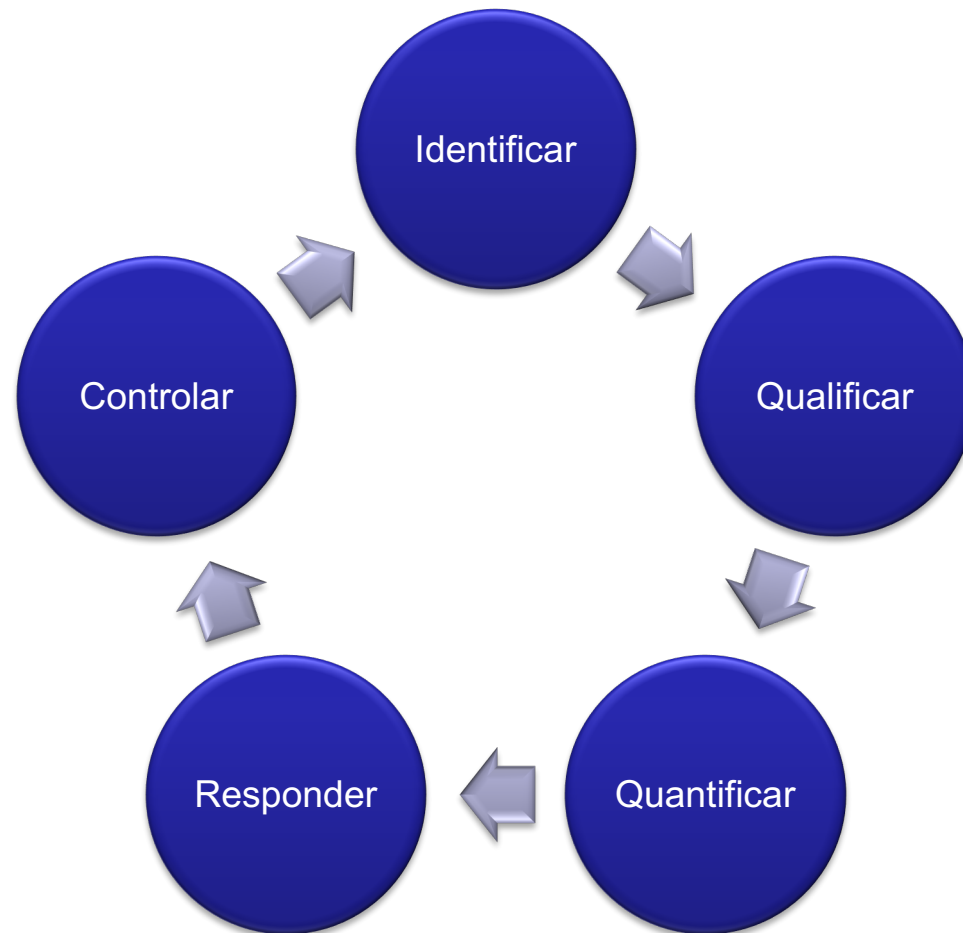 Identificar
Qualificar
Quantificar
Responder
Controlar